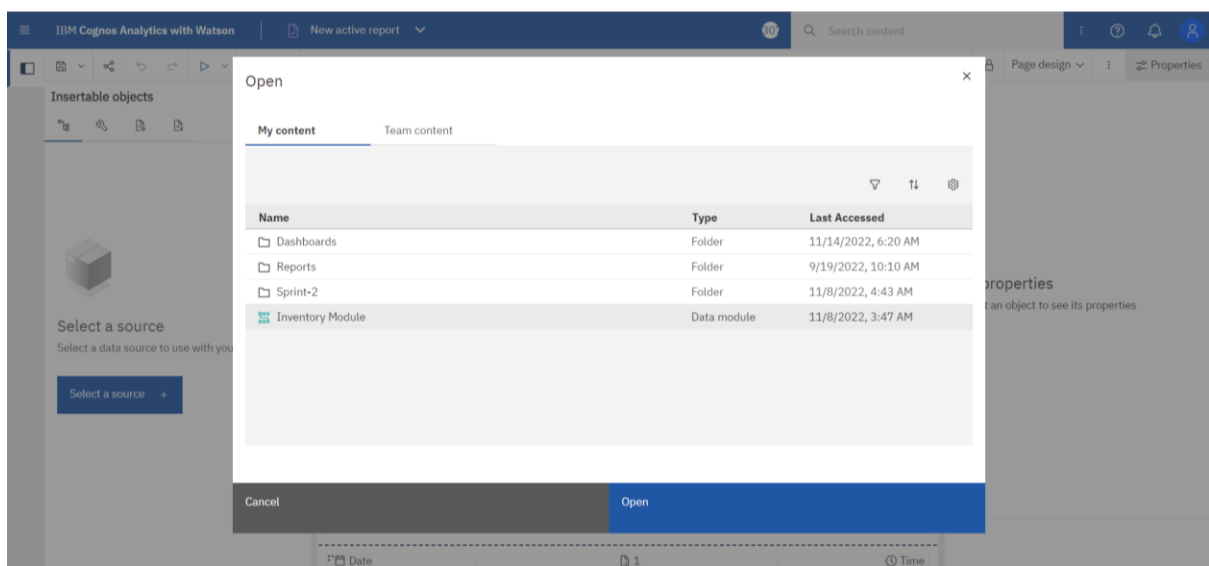 IBM Cognos Analytics with Watson
New active report
30
Search content
Page design
Properties
Insertable objects
Open
My content
Team content
Name Type Last Accessed
Dashboards Folder 11/14/2022, 6:20 AM
Reports Folder 9/19/2022, 10:10 AM
Sprint-2 Folder 11/8/2022, 4:43 AM
Inventory Module Data module 11/8/2022, 3:47 AM
Select a source
Select a data source to use with you
Select a source +
properties
t an object to see its properties
Cancel
Open
Date 1 Time